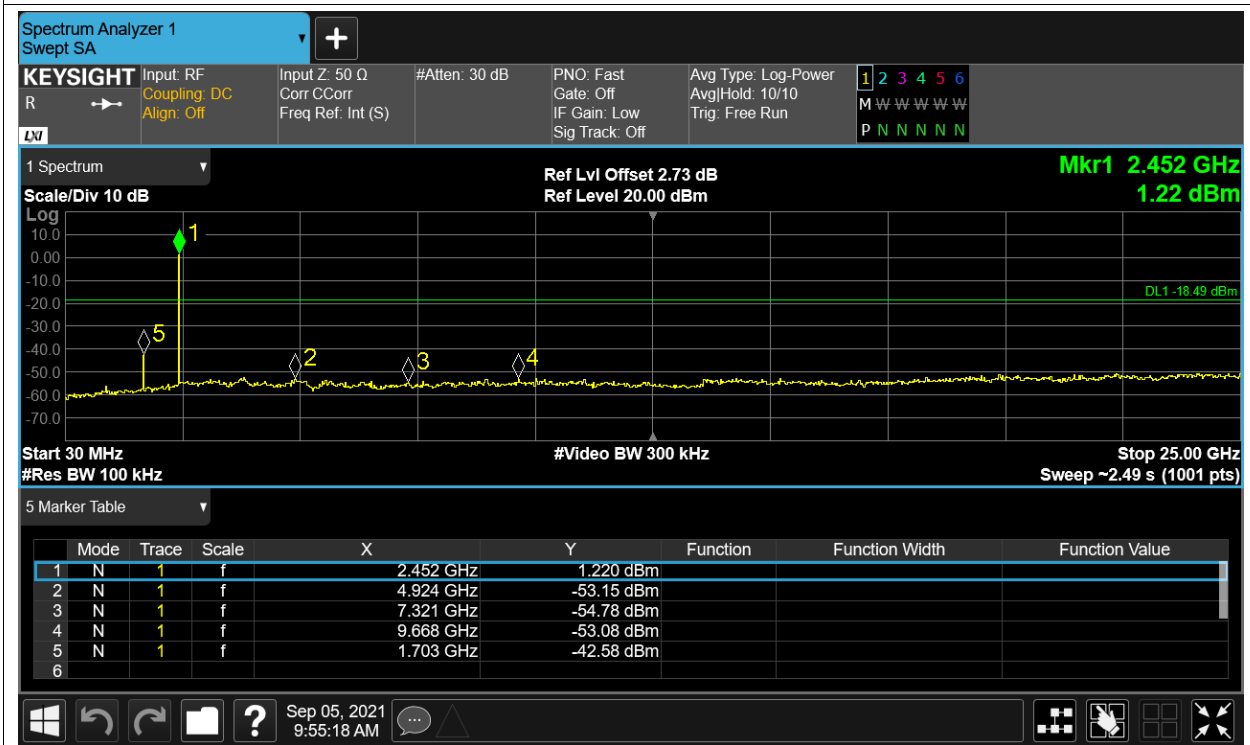 Spectrum Analyzer 1
Swept SA
KEYSIGHT
R
LXI
Input: RF
Coupling: DC
Align: Off
Input Z: 50 Ω
Corr CCorr
Freq Ref: Int (S)
#Atten: 30 dB
PNO: Fast
Gate: Off
IF Gain: Low
Sig Track: Off
Avg Type: Log-Power
Avg|Hold: 10/10
Trig: Free Run
1 2 3 4 5 6
M W W W W W
P N N N N N
1 Spectrum
Scale/Div 10 dB
Ref Lvl Offset 2.73 dB
Ref Level 20.00 dBm
Mkr1 2.452 GHz
1.22 dBm
Log
10.0
0.00
-10.0
-20.0
-30.0
-40.0
-50.0
-60.0
-70.0
1
5
2
3
4
DL1 -18.49 dBm
Start 30 MHz
#Video BW 300 kHz
Stop 25.00 GHz
#Res BW 100 kHz
Sweep ~2.49 s (1001 pts)
5 Marker Table
Mode Trace Scale X Y Function Function Width Function Value
1 N 1 f 2.452 GHz 1.220 dBm
2 N 1 f 4.924 GHz -53.15 dBm
3 N 1 f 7.321 GHz -54.78 dBm
4 N 1 f 9.668 GHz -53.08 dBm
5 N 1 f 1.703 GHz -42.58 dBm
6
?
Sep 05, 2021
9:55:18 AM